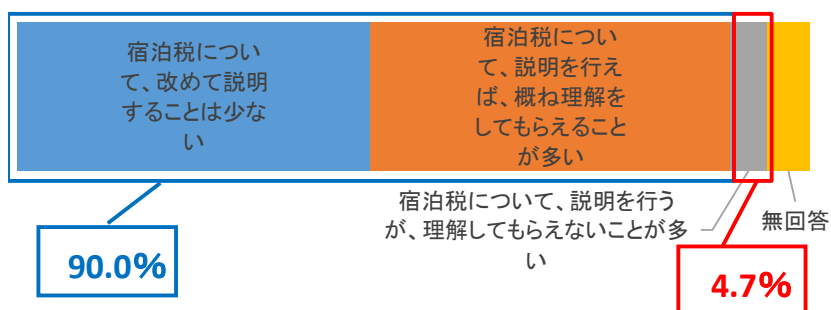 宿泊税につい
て、改めて説明
することは少な
い
宿泊税につい
て、説明を行え
ば、概ね理解を
してもらえること
が多い
宿泊税について、説明を行う
が、理解してもらえないことが多
い
無回答
90.0%
4.7%